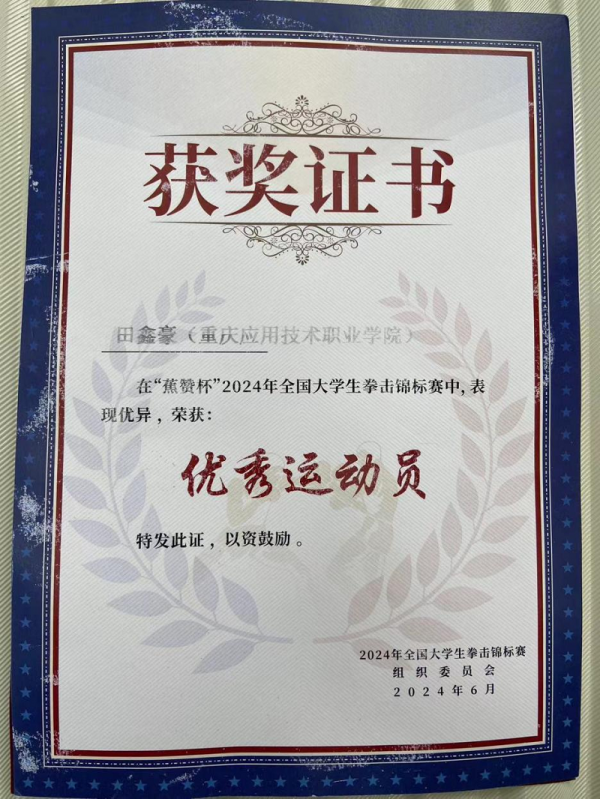 获奖证书
田鑫豪（重庆应用技术职业学院）
在“蕉赞杯”2024年全国大学生拳击锦标赛中，表
现优异，荣获：
优秀运动员
特发此证，以资鼓励。
2024年全国大学生拳击锦标赛
组织委员会
2024年6月